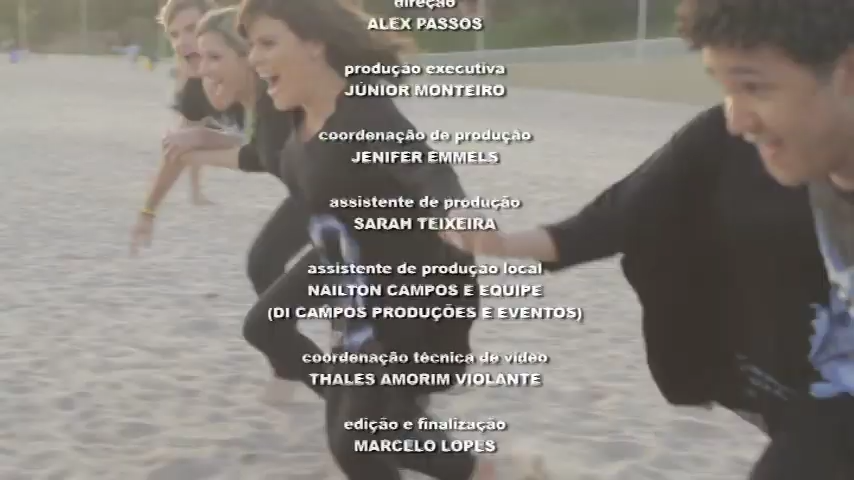 direção
ALEX PASSOS
produção executiva
JÚNIOR MONTEIRO
coordenação de produção
JENIFER EMMELS
assistente de produção
SARAH TEIXEIRA
assistente de produção local
NAILTON CAMPOS E EQUIPE
(DI CAMPOS PRODUÇÕES E EVENTOS)
coordenação técnica de vídeo
THALES AMORIM VIOLANTE
edição e finalização
MARCELO LOPES